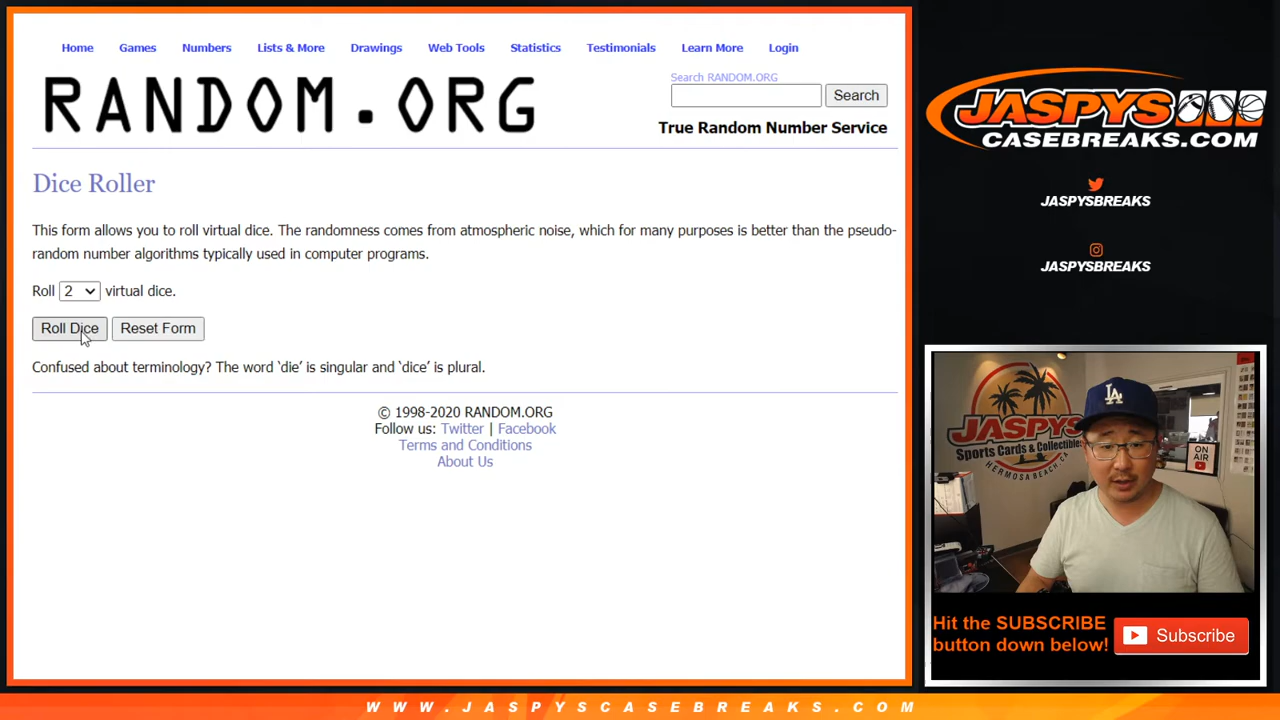 Home Games Numbers Lists & More Drawings Web Tools Statistics Testimonials Learn More Login
RANDOM.ORG
Search RANDOM.ORG
Search
True Random Number Service
Dice Roller
This form allows you to roll virtual dice. The randomness comes from atmospheric noise, which for many purposes is better than the pseudo-
random number algorithms typically used in computer programs.
Roll 2 virtual dice.
Roll Dice Reset Form
Confused about terminology? The word ‘die’ is singular and ‘dice’ is plural.
© 1998-2020 RANDOM.ORG
Follow us: Twitter | Facebook
Terms and Conditions
About Us
JASPYS
CASEBREAKS.COM
JASPYSBREAKS
JASPYSBREAKS
JASPYS
Sports Cards & Collectibles
HERMOSA BEACH, CA
LA
ON
AIR
Hit the SUBSCRIBE
button down below!
Subscribe
WWW.JASPYSCASEBREAKS.COM